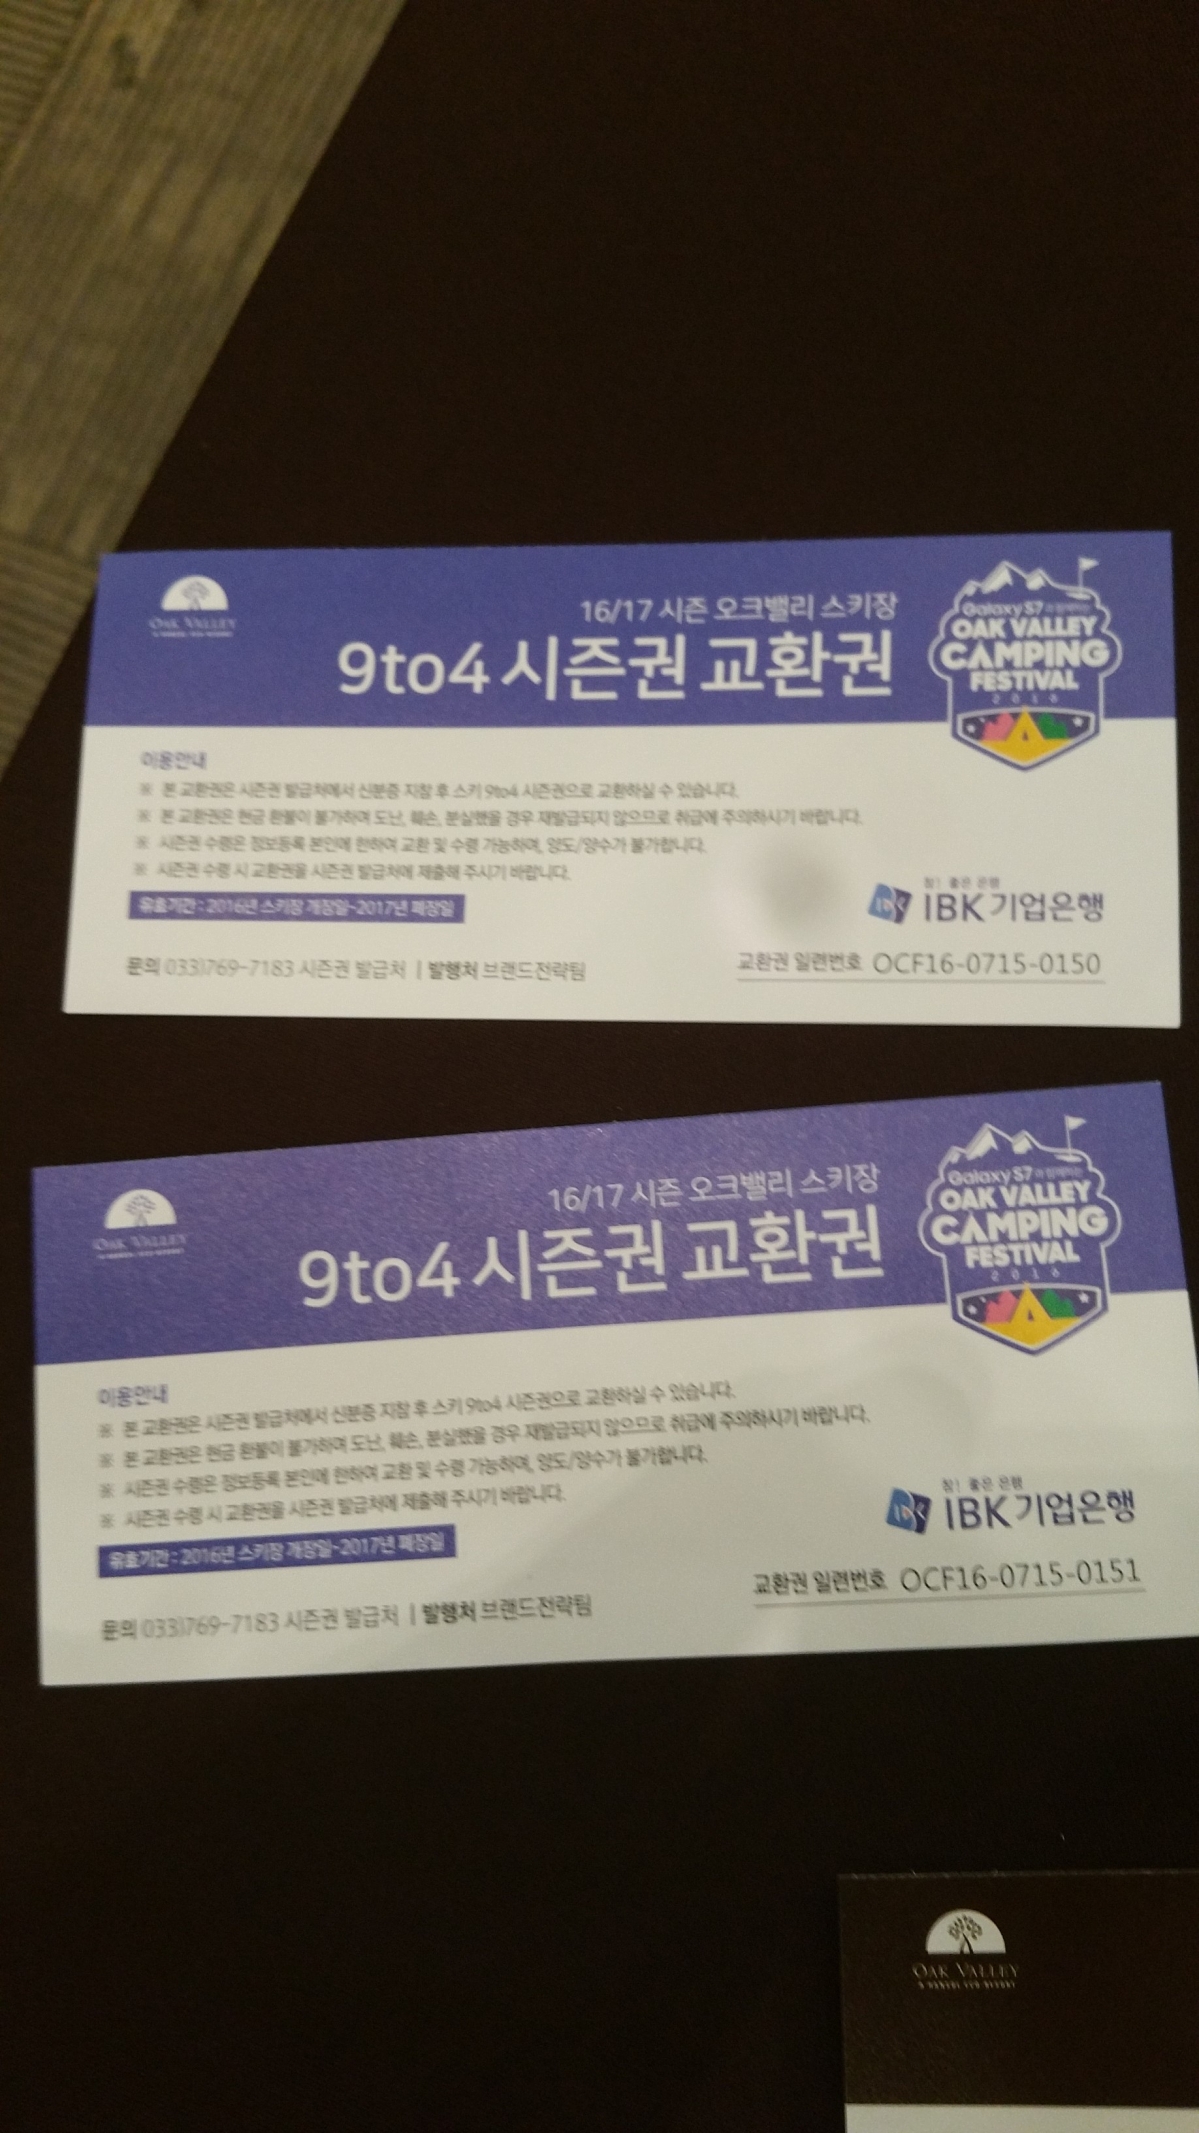 OAK VALLEY
16/17 시즌 오크밸리 스키장
9to4 시즌권 교환권
Galaxy S7과 함께하는
OAK VALLEY
CAMPING
FESTIVAL
2016
이용안내
※ 본 교환권은 시즌권 발급처에서 신분증 지참 후 스키 9to4 시즌권으로 교환하실 수 있습니다.
※ 본 교환권은 현금 환불이 불가하며 도난, 훼손, 분실했을 경우 재발급되지 않으므로 취급에 주의하시기 바랍니다.
※ 시즌권 수령은 정보등록 본인에 한하여 교환 및 수령 가능하며, 양도/양수가 불가합니다.
※ 시즌권 수령 시 교환권을 시즌권 발급처에 제출해 주시기 바랍니다.
유효기간 : 2016년 스키장 개장일~2017년 폐장일
참! 좋은 은행
IBK 기업은행
문의 033)769-7183 시즌권 발급처 | 발행처 브랜드전략팀
교환권 일련번호 OCF16-0715-0150
OAK VALLEY
16/17 시즌 오크밸리 스키장
9to4 시즌권 교환권
Galaxy S7과 함께하는
OAK VALLEY
CAMPING
FESTIVAL
2016
이용안내
※ 본 교환권은 시즌권 발급처에서 신분증 지참 후 스키 9to4 시즌권으로 교환하실 수 있습니다.
※ 본 교환권은 현금 환불이 불가하며 도난, 훼손, 분실했을 경우 재발급되지 않으므로 취급에 주의하시기 바랍니다.
※ 시즌권 수령은 정보등록 본인에 한하여 교환 및 수령 가능하며, 양도/양수가 불가합니다.
※ 시즌권 수령 시 교환권을 시즌권 발급처에 제출해 주시기 바랍니다.
유효기간 : 2016년 스키장 개장일~2017년 폐장일
참! 좋은 은행
IBK 기업은행
문의 033)769-7183 시즌권 발급처 | 발행처 브랜드전략팀
교환권 일련번호 OCF16-0715-0151
OAK VALLEY